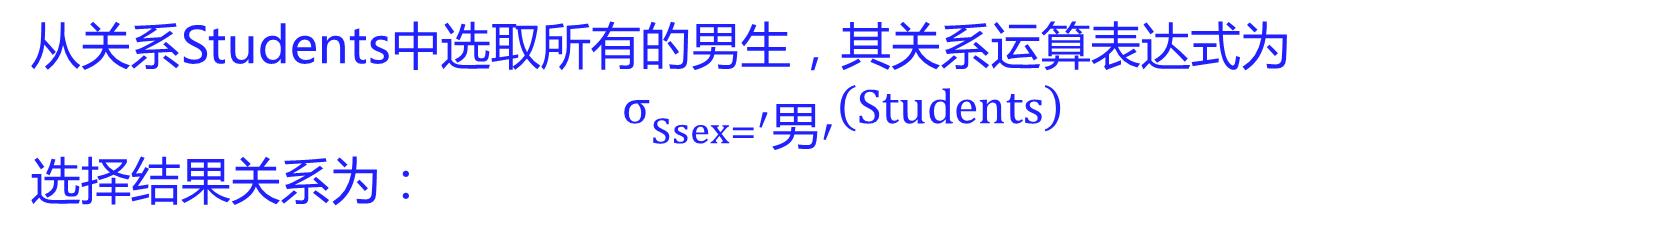 从关系Students中选取所有的男生，其关系运算表达式为
σSsex=′男′(Students)
选择结果关系为：